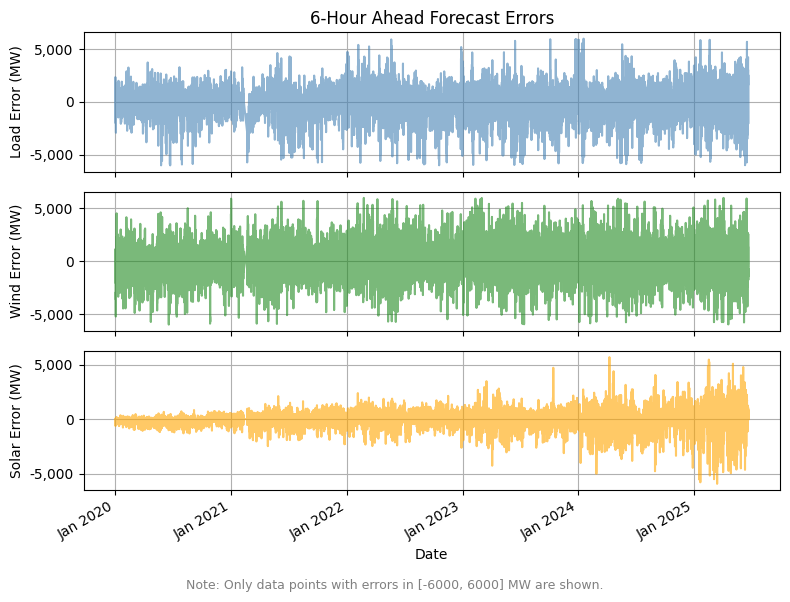 6-Hour Ahead Forecast Errors
Load Error (MW)
5,000
0
-5,000
Wind Error (MW)
5,000
0
-5,000
Solar Error (MW)
5,000
0
-5,000
Jan 2020
Jan 2021
Jan 2022
Jan 2023
Jan 2024
Jan 2025
Date
Note: Only data points with errors in [-6000, 6000] MW are shown.